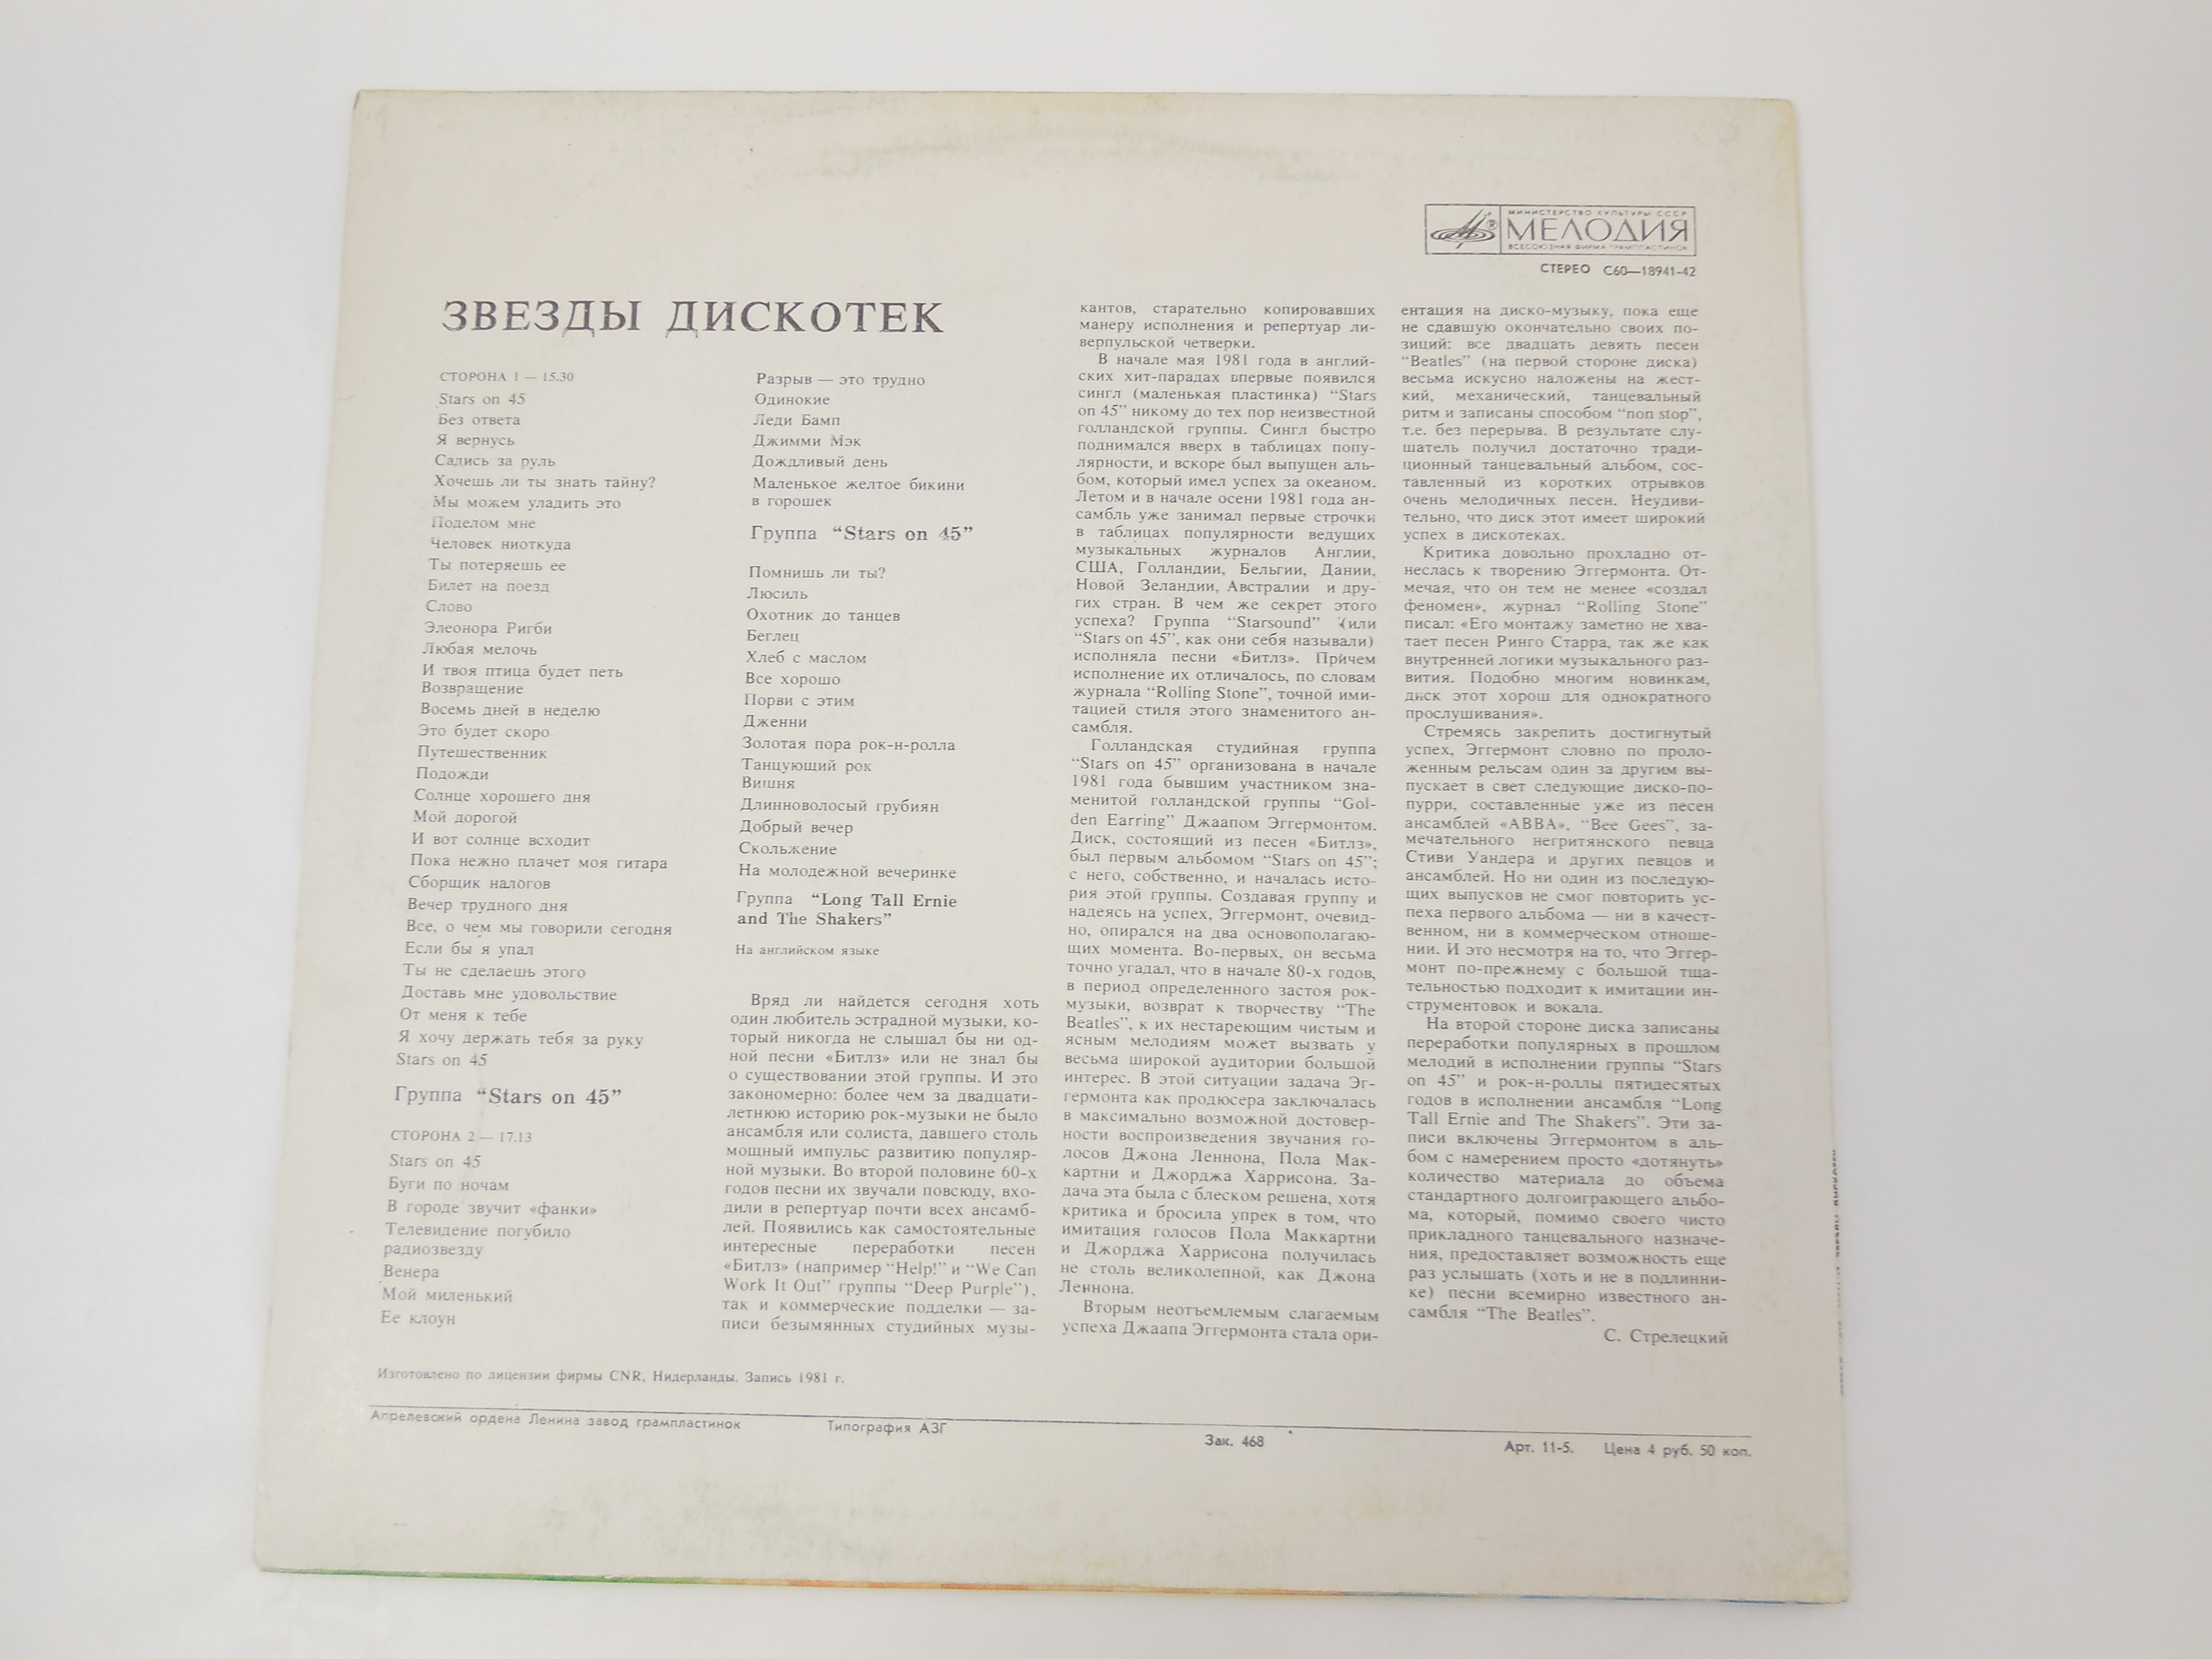 МИНИСТЕРСТВО КУЛЬТУРЫ СССР
МЕЛОДИЯ
ВСЕСОЮЗНАЯ ФИРМА ГРАМПЛАСТИНОК
СТЕРЕО С60—18941-42
ЗВЕЗДЫ ДИСКОТЕК
СТОРОНА 1 — 15.30
Stars on 45
Без ответа
Я вернусь
Садись за руль
Хочешь ли ты знать тайну?
Мы можем уладить это
Поделом мне
Человек ниоткуда
Ты потеряешь ее
Билет на поезд
Слово
Элеонора Ригби
Любая мелочь
И твоя птица будет петь
Возвращение
Восемь дней в неделю
Это будет скоро
Путешественник
Подожди
Солнце хорошего дня
Мой дорогой
И вот солнце всходит
Пока нежно плачет моя гитара
Сборщик налогов
Вечер трудного дня
Все, о чем мы говорили сегодня
Если бы я упал
Ты не сделаешь этого
Доставь мне удовольствие
От меня к тебе
Я хочу держать тебя за руку
Stars on 45
Группа “Stars on 45”
СТОРОНА 2 — 17.13
Stars on 45
Буги по ночам
В городе звучит «фанки»
Телевидение погубило
радиозвезду
Венера
Мой миленький
Ее клоун
Разрыв — это трудно
Одинокие
Леди Бамп
Джимми Мэк
Дождливый день
Маленькое желтое бикини
в горошек
Группа “Stars on 45”
Помнишь ли ты?
Люсиль
Охотник до танцев
Беглец
Хлеб с маслом
Все хорошо
Порви с этим
Дженни
Золотая пора рок-н-ролла
Танцующий рок
Вишня
Длинноволосый грубиян
Добрый вечер
Скольжение
На молодежной вечеринке
Группа “Long Tall Ernie
and The Shakers”
На английском языке
Вряд ли найдется сегодня хоть
один любитель эстрадной музыки, ко-
торый никогда не слышал бы ни од-
ной песни «Битлз» или не знал бы
о существовании этой группы. И это
закономерно: более чем за двадцати-
летнюю историю рок-музыки не было
ансамбля или солиста, давшего столь
мощный импульс развитию популяр-
ной музыки. Во второй половине 60-х
годов песни их звучали повсюду, вхо-
дили в репертуар почти всех ансамб-
лей. Появились как самостоятельные
интересные переработки песен
«Битлз» (например “Help!” и “We Can
Work It Out” группы “Deep Purple”),
так и коммерческие подделки — за-
писи безымянных студийных музы-
кантов, старательно копировавших
манеру исполнения и репертуар ли-
верпульской четверки.
В начале мая 1981 года в англий-
ских хит-парадах впервые появился
сингл (маленькая пластинка) “Stars
on 45” никому до тех пор неизвестной
голландской группы. Сингл быстро
поднимался вверх в таблицах попу-
лярности, и вскоре был выпущен аль-
бом, который имел успех за океаном.
Летом и в начале осени 1981 года ан-
самбль уже занимал первые строчки
в таблицах популярности ведущих
музыкальных журналов Англии,
США, Голландии, Бельгии, Дании,
Новой Зеландии, Австралии и дру-
гих стран. В чем же секрет этого
успеха? Группа “Starsound” (или
“Stars on 45”, как они себя называли)
исполняла песни «Битлз». Причем
исполнение их отличалось, по словам
журнала “Rolling Stone”, точной ими-
тацией стиля этого знаменитого ан-
самбля.
Голландская студийная группа
“Stars on 45” организована в начале
1981 года бывшим участником зна-
менитой голландской группы “Gol-
den Earring” Джаапом Эггермонтом.
Диск, состоящий из песен «Битлз»,
был первым альбомом “Stars on 45”;
с него, собственно, и началась исто-
рия этой группы. Создавая группу и
надеясь на успех, Эггермонт, очевид-
но, опирался на два основополагаю-
щих момента. Во-первых, он весьма
точно угадал, что в начале 80-х годов,
в период определенного застоя рок-
музыки, возврат к творчеству “The
Beatles”, к их нестареющим чистым и
ясным мелодиям может вызвать у
весьма широкой аудитории большой
интерес. В этой ситуации задача Эг-
гермонта как продюсера заключалась
в максимально возможной достовер-
ности воспроизведения звучания го-
лосов Джона Леннона, Пола Мак-
картни и Джорджа Харрисона. За-
дача эта была с блеском решена, хотя
критика и бросила упрек в том, что
имитация голосов Пола Маккартни
и Джорджа Харрисона получилась
не столь великолепной, как Джона
Леннона.
Вторым неотъемлемым слагаемым
успеха Джаапа Эггермонта стала ори-
ентация на диско-музыку, пока еще
не сдавшую окончательно своих по-
зиций: все двадцать девять песен
“Beatles” (на первой стороне диска)
весьма искусно наложены на жест-
кий, механический, танцевальный
ритм и записаны способом “non stop”,
т.е. без перерыва. В результате слу-
шатель получил достаточно тради-
ционный танцевальный альбом, сос-
тавленный из коротких отрывков
очень мелодичных песен. Неудиви-
тельно, что диск этот имеет широкий
успех в дискотеках.
Критика довольно прохладно от-
неслась к творению Эггермонта. От-
мечая, что он тем не менее «создал
феномен», журнал “Rolling Stone”
писал: «Его монтажу заметно не хва-
тает песен Ринго Старра, так же как
внутренней логики музыкального раз-
вития. Подобно многим новинкам,
диск этот хорош для однократного
прослушивания».
Стремясь закрепить достигнутый
успех, Эггермонт словно по проло-
женным рельсам один за другим вы-
пускает в свет следующие диско-по-
пурри, составленные уже из песен
ансамблей «ABBA», “Bee Gees”, за-
мечательного негритянского певца
Стиви Уандера и других певцов и
ансамблей. Но ни один из последую-
щих выпусков не смог повторить ус-
пеха первого альбома — ни в качест-
венном, ни в коммерческом отноше-
нии. И это несмотря на то, что Эггер-
монт по-прежнему с большой тща-
тельностью подходит к имитации ин-
струментовок и вокала.
На второй стороне диска записаны
переработки популярных в прошлом
мелодий в исполнении группы “Stars
on 45” и рок-н-роллы пятидесятых
годов в исполнении ансамбля “Long
Tall Ernie and The Shakers”. Эти за-
писи включены Эггермонтом в аль-
бом с намерением просто «дотянуть»
количество материала до объема
стандартного долгоиграющего альбо-
ма, который, помимо своего чисто
прикладного танцевального назначе-
ния, предоставляет возможность еще
раз услышать (хоть и не в подлинни-
ке) песни всемирно известного ан-
самбля “The Beatles”.
С. Стрелецкий
Изготовлено по лицензии фирмы CNR, Нидерланды. Запись 1981 г.
Апрелевский ордена Ленина завод грампластинок Типография АЗГ Зак. 468 Арт. 11-5. Цена 4 руб. 50 коп.